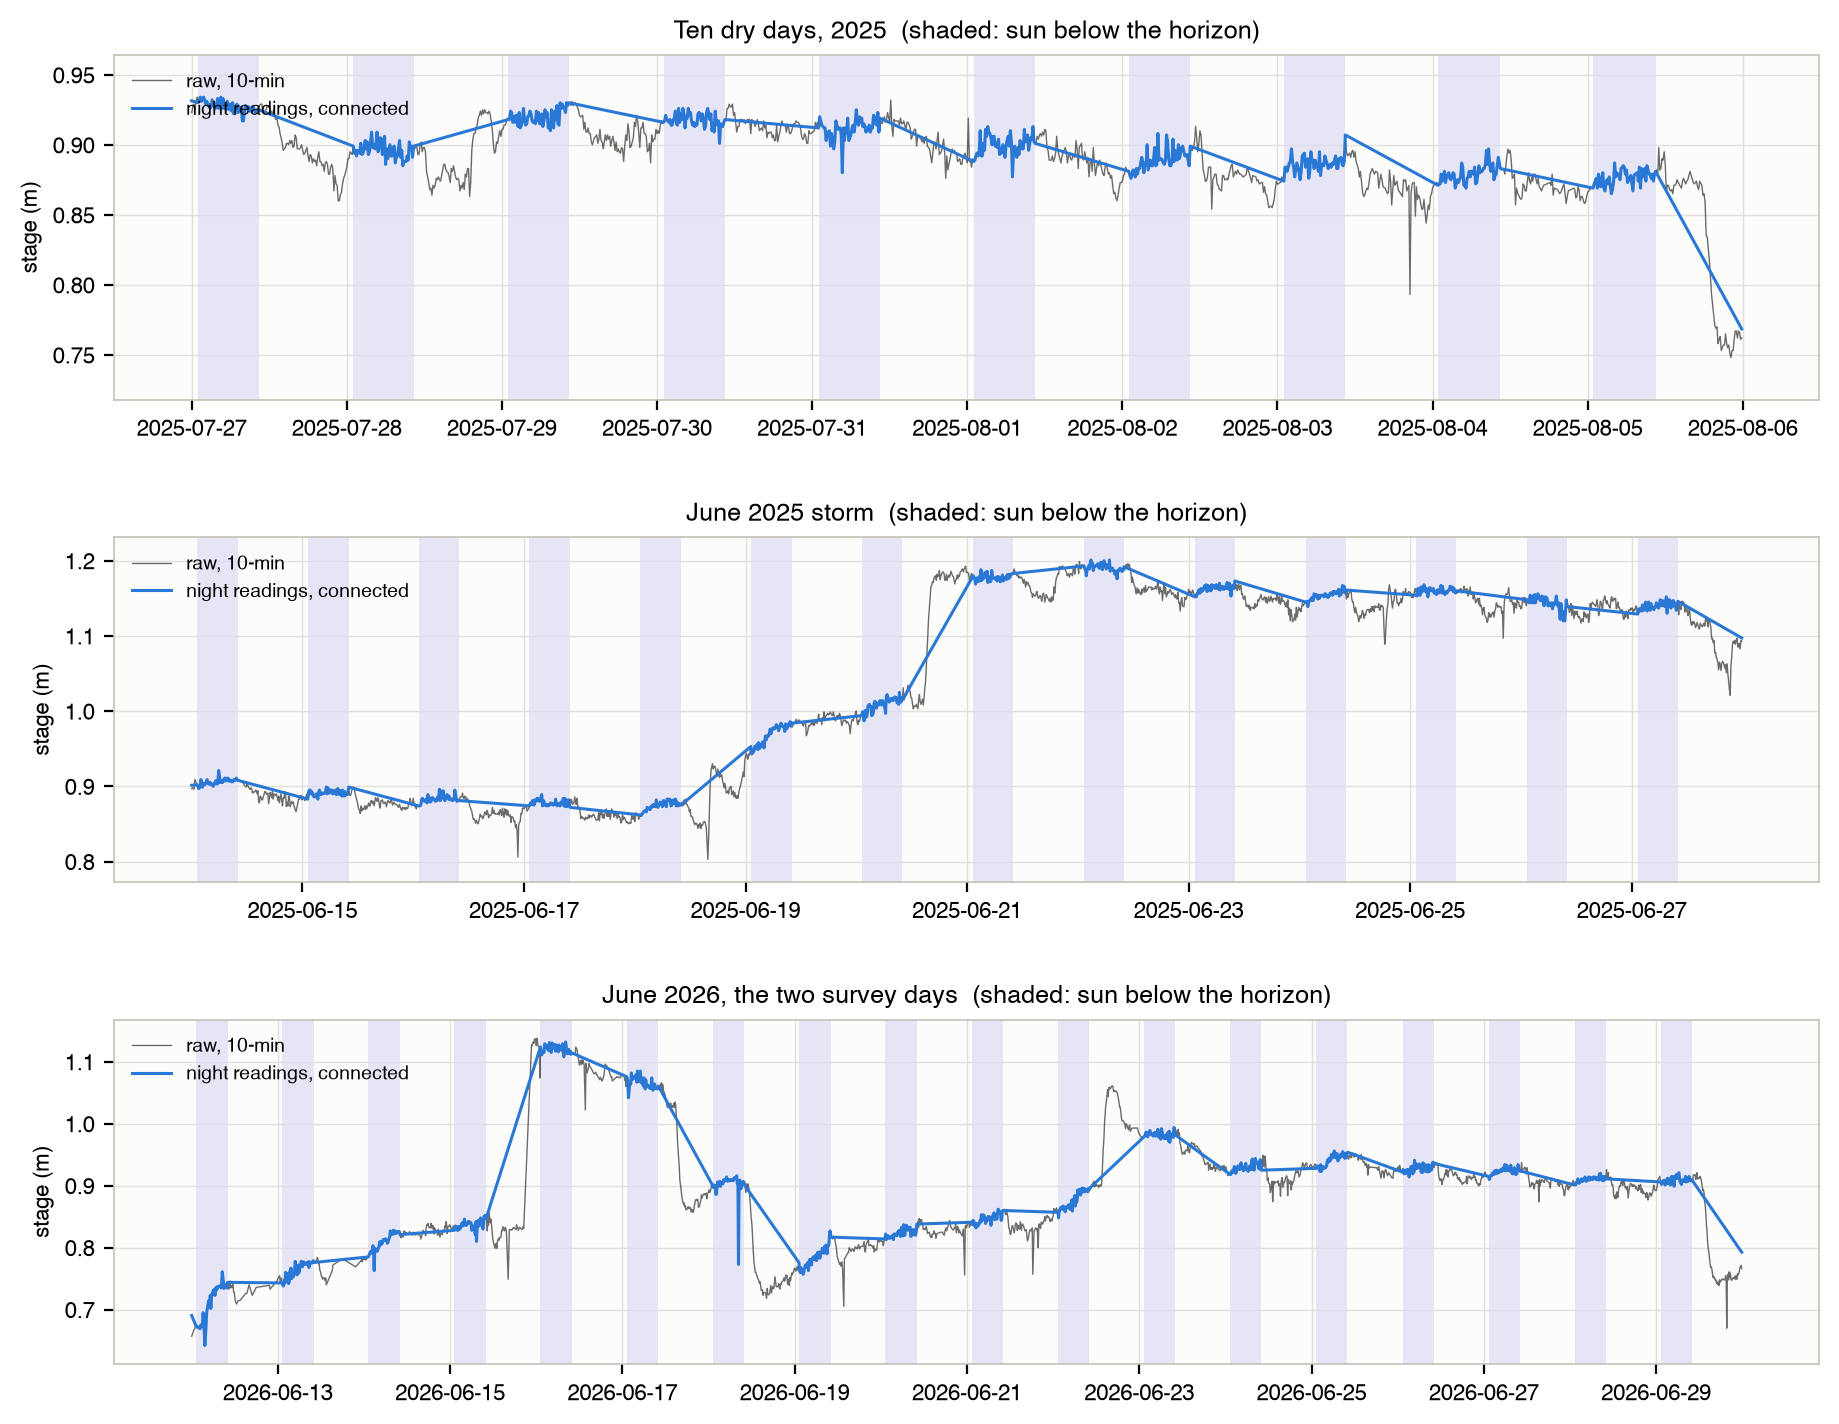 Ten dry days, 2025  (shaded: sun below the horizon)
raw, 10-min
night readings, connected
stage (m)
0.95
0.90
0.85
0.80
0.75
2025-07-27 2025-07-28 2025-07-29 2025-07-30 2025-07-31 2025-08-01 2025-08-02 2025-08-03 2025-08-04 2025-08-05 2025-08-06
June 2025 storm  (shaded: sun below the horizon)
raw, 10-min
night readings, connected
stage (m)
1.2
1.1
1.0
0.9
0.8
2025-06-15 2025-06-17 2025-06-19 2025-06-21 2025-06-23 2025-06-25 2025-06-27
June 2026, the two survey days  (shaded: sun below the horizon)
raw, 10-min
night readings, connected
stage (m)
1.1
1.0
0.9
0.8
0.7
2026-06-13 2026-06-15 2026-06-17 2026-06-19 2026-06-21 2026-06-23 2026-06-25 2026-06-27 2026-06-29